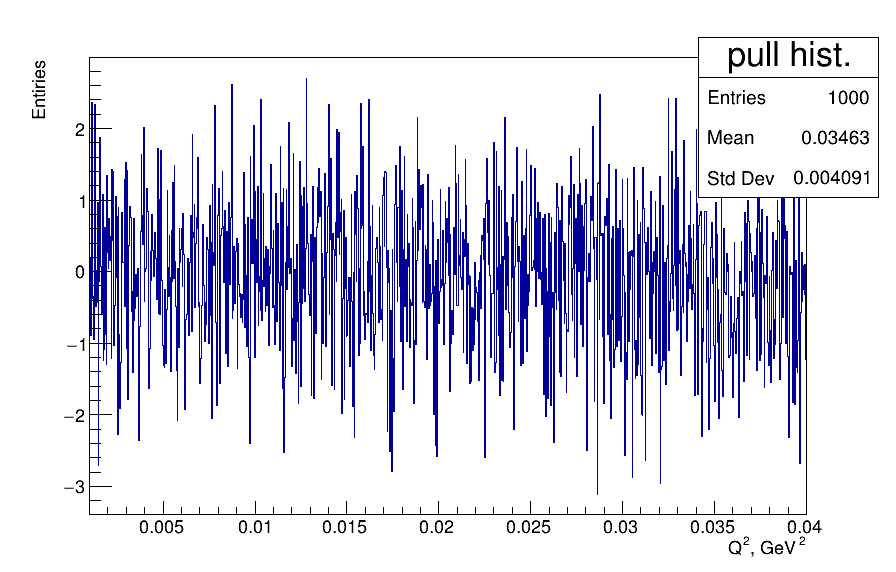 pull hist.
Entries 1000
Mean 0.03463
Std Dev 0.004091
Entiries
2
1
0
−1
−2
−3
0.005 0.01 0.015 0.02 0.025 0.03 0.035 0.04
Q², GeV²